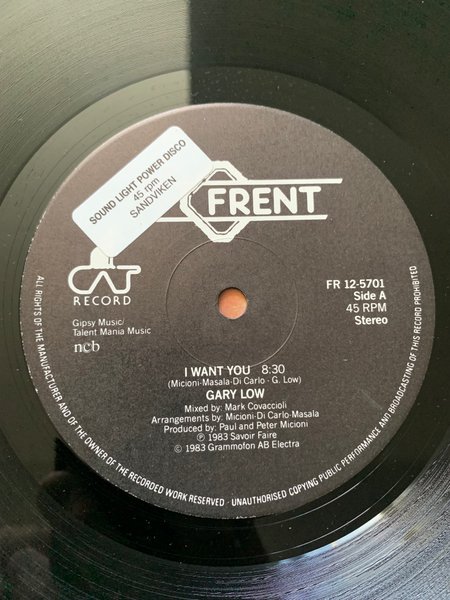 SOUND LIGHT POWER DISCO
45 rpm
SANDVIKEN
FRENT
CAT
RECORD
FR 12-5701
Side A
45 RPM
Stereo
Gipsy Music/
Talent Mania Music
ncb
I WANT YOU 8:30
(Micioni-Masala-Di Carlo - G. Low)
GARY LOW
Mixed by: Mark Covaccioli
Arrangements by: Micioni-Di Carlo-Masala
Produced by: Paul and Peter Micioni
℗ 1983 Savoir Faire
© 1983 Grammofon AB Electra
ALL RIGHTS OF THE MANUFACTURER AND OF THE OWNER OF THE RECORDED WORK RESERVED · UNAUTHORISED COPYING PUBLIC PERFORMANCE AND BROADCASTING OF THIS RECORD PROHIBITED